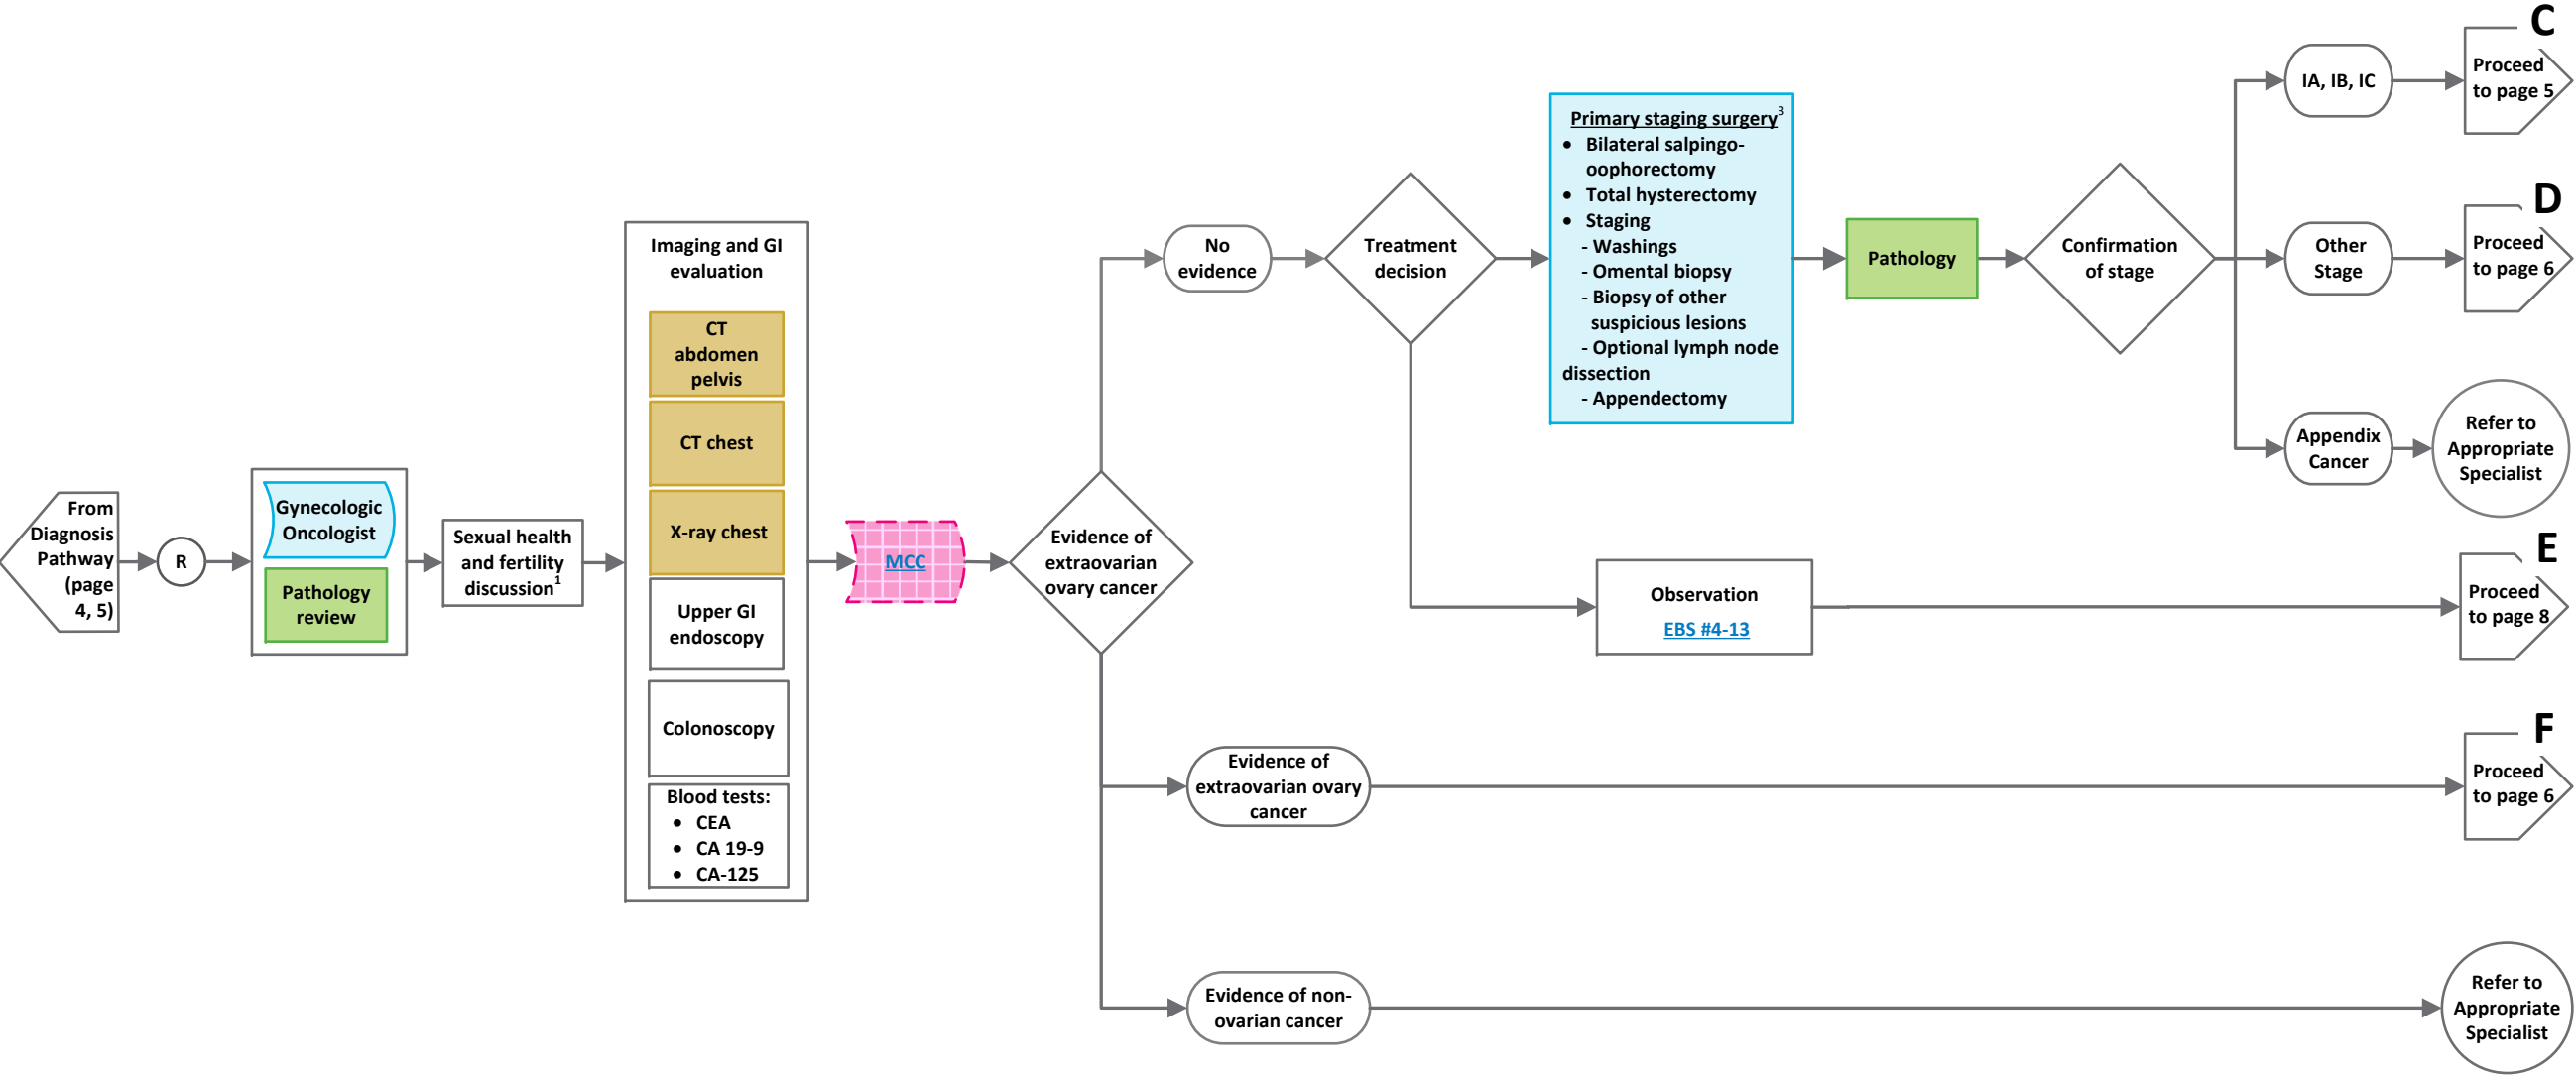 From
Diagnosis
Pathway
(page
4, 5)
R
Gynecologic
Oncologist
Pathology
review
Sexual health
and fertility
discussion1
Imaging and GI
evaluation
CT
abdomen
pelvis
CT chest
X-ray chest
Upper GI
endoscopy
Colonoscopy
Blood tests:
• CEA
• CA 19-9
• CA-125
MCC
Evidence of
extraovarian
ovary cancer
No
evidence
Treatment
decision
Primary staging surgery3
• Bilateral salpingo-
oophorectomy
• Total hysterectomy
• Staging
- Washings
- Omental biopsy
- Biopsy of other
suspicious lesions
- Optional lymph node
dissection
- Appendectomy
Pathology
Confirmation
of stage
IA, IB, IC
C
Proceed
to page 5
Other
Stage
D
Proceed
to page 6
Appendix
Cancer
Refer to
Appropriate
Specialist
Observation
EBS #4-13
E
Proceed
to page 8
Evidence of
extraovarian ovary
cancer
F
Proceed
to page 6
Evidence of non-
ovarian cancer
Refer to
Appropriate
Specialist